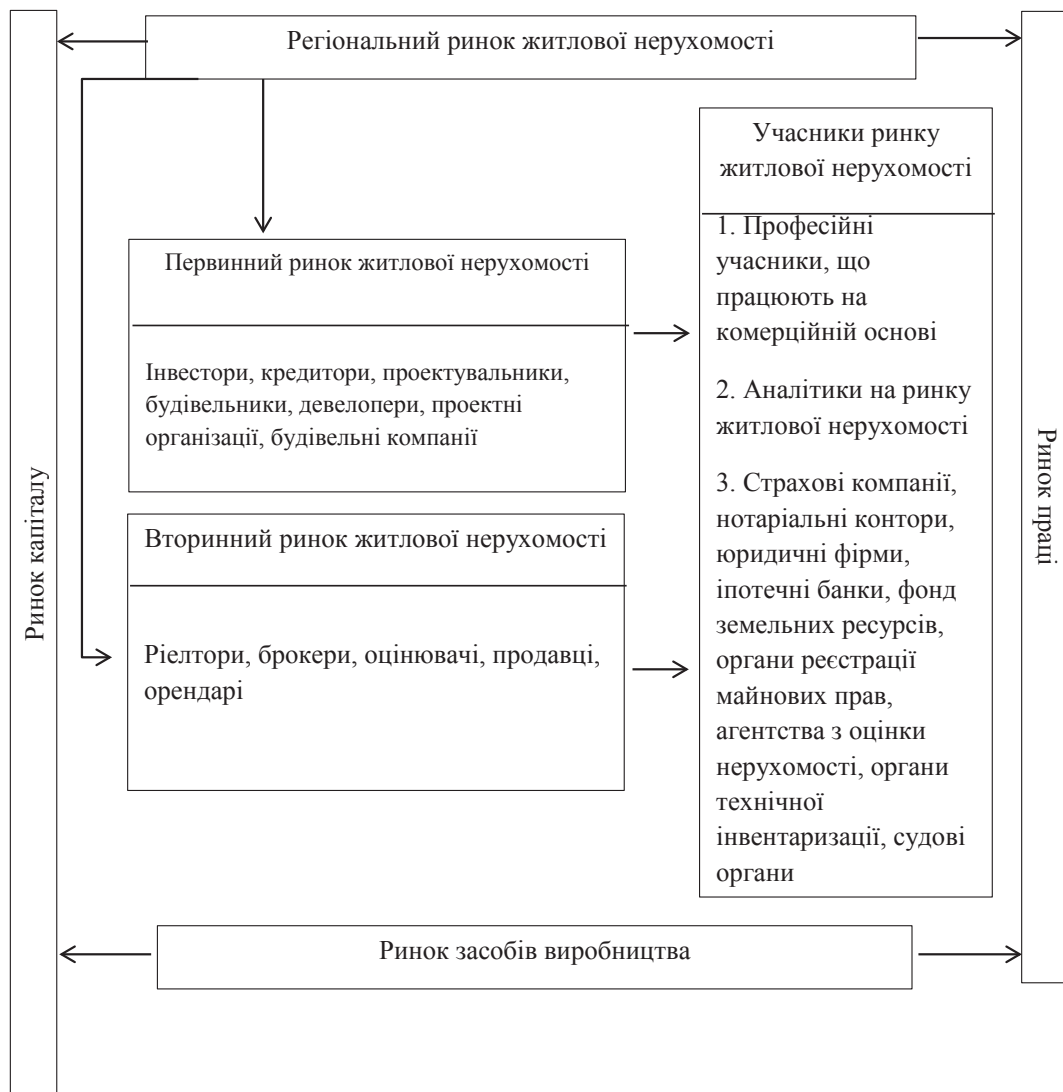 Регіональний ринок житлової нерухомості
Ринок капіталу
Первинний ринок житлової нерухомості
Інвестори, кредитори, проектувальники,
будівельники, девелопери, проектні
організації, будівельні компанії
Вторинний ринок житлової нерухомості
Ріелтори, брокери, оцінювачі, продавці,
орендарі
Учасники ринку
житлової нерухомості
1. Професійні
учасники, що
працюють на
комерційній основі
2. Аналітики на ринку
житлової нерухомості
3. Страхові компанії,
нотаріальні контори,
юридичні фірми,
іпотечні банки, фонд
земельних ресурсів,
органи реєстрації
майнових прав,
агентства з оцінки
нерухомості, органи
технічної
інвентаризації, судові
органи
Ринок праці
Ринок засобів виробництва